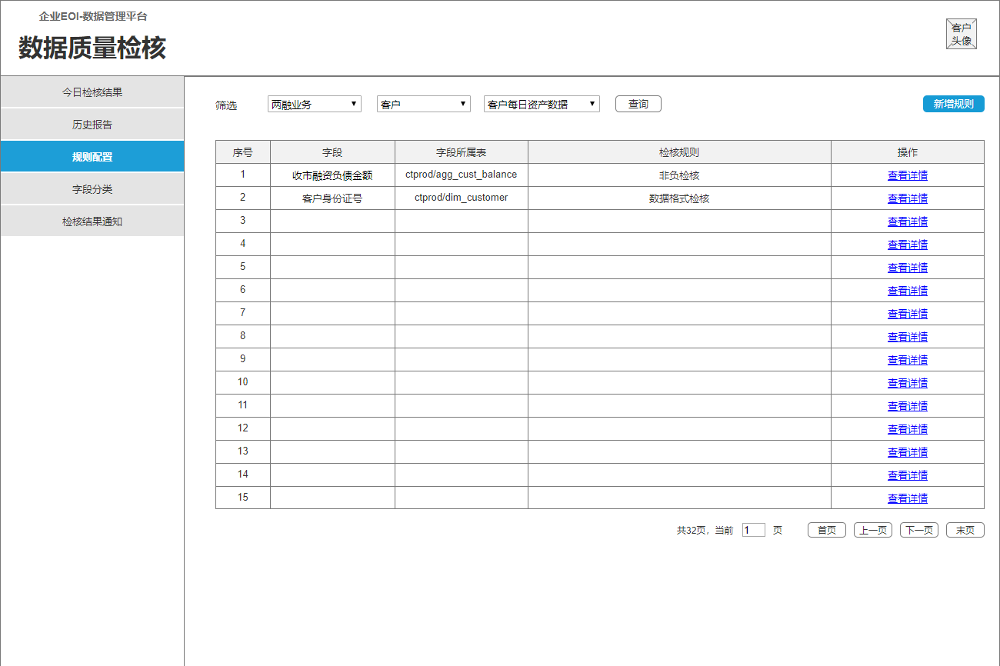 企业EOI-数据管理平台
数据质量检核
客户
头像
今日检核结果
历史报告
规则配置
字段分类
检核结果通知
筛选 两融业务 客户 客户每日资产数据 查询 新增规则
序号 字段 字段所属表 检核规则 操作
1 收市融资负债金额 ctprod/agg_cust_balance 非负检核 查看详情
2 客户身份证号 ctprod/dim_customer 数据格式检核 查看详情
3 查看详情
4 查看详情
5 查看详情
6 查看详情
7 查看详情
8 查看详情
9 查看详情
10 查看详情
11 查看详情
12 查看详情
13 查看详情
14 查看详情
15 查看详情
共32页，当前 1 页 首页 上一页 下一页 末页